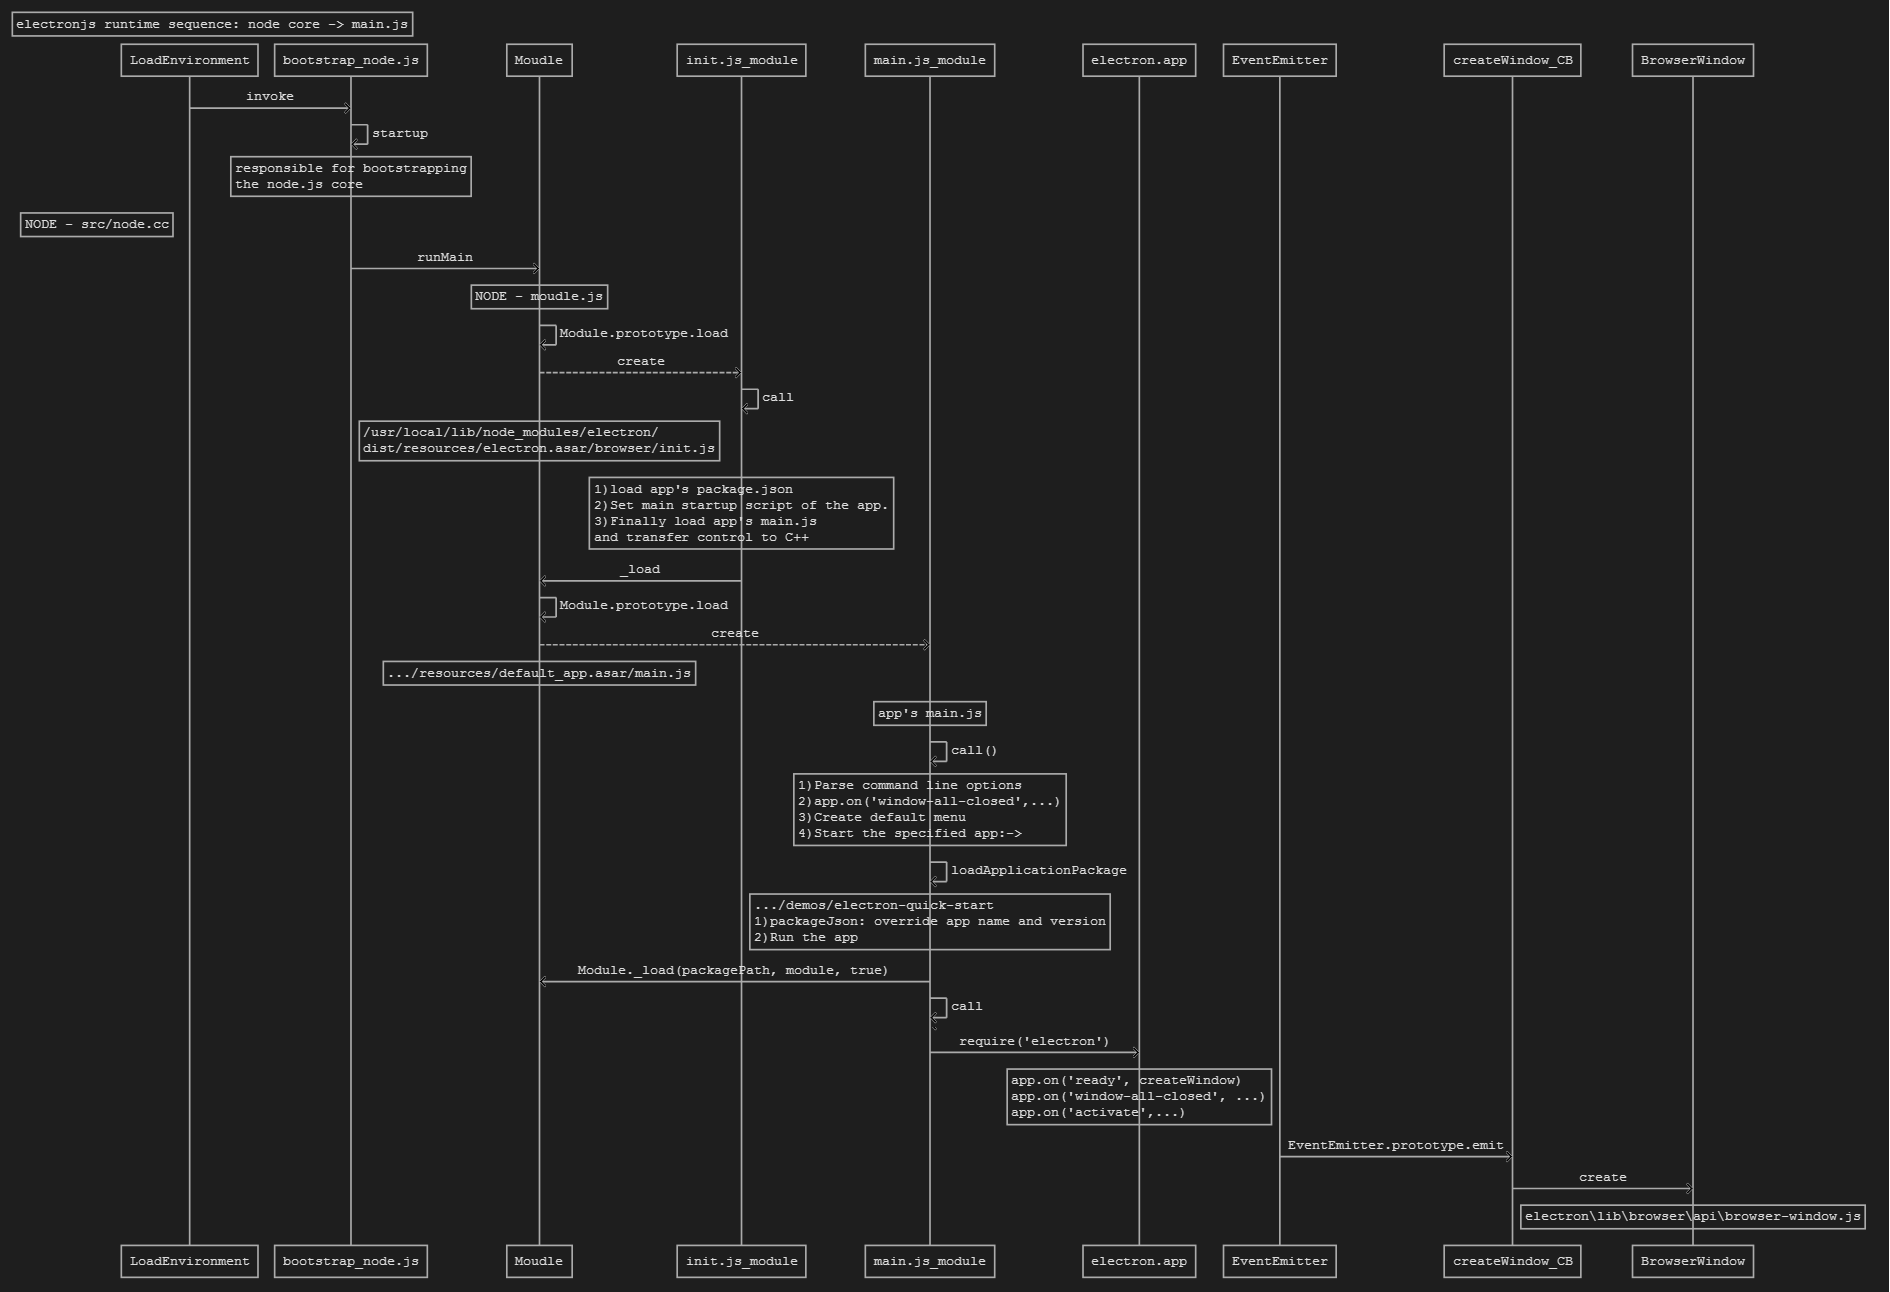 electronjs runtime sequence: node core -> main.js
LoadEnvironment
bootstrap_node.js
Moudle
init.js_module
main.js_module
electron.app
EventEmitter
createWindow_CB
BrowserWindow
invoke
startup
responsible for bootstrapping
the node.js core
NODE - src/node.cc
runMain
NODE - moudle.js
Module.prototype.load
create
call
/usr/local/lib/node_modules/electron/
dist/resources/electron.asar/browser/init.js
1)load app's package.json
2)Set main startup script of the app.
3)Finally load app's main.js
and transfer control to C++
_load
Module.prototype.load
create
.../resources/default_app.asar/main.js
app's main.js
call()
1)Parse command line options
2)app.on('window-all-closed',...)
3)Create default menu
4)Start the specified app:->
loadApplicationPackage
.../demos/electron-quick-start
1)packageJson: override app name and version
2)Run the app
Module._load(packagePath, module, true)
call
require('electron')
app.on('ready', createWindow)
app.on('window-all-closed', ...)
app.on('activate',...)
EventEmitter.prototype.emit
create
electron\lib\browser\api\browser-window.js
LoadEnvironment
bootstrap_node.js
Moudle
init.js_module
main.js_module
electron.app
EventEmitter
createWindow_CB
BrowserWindow